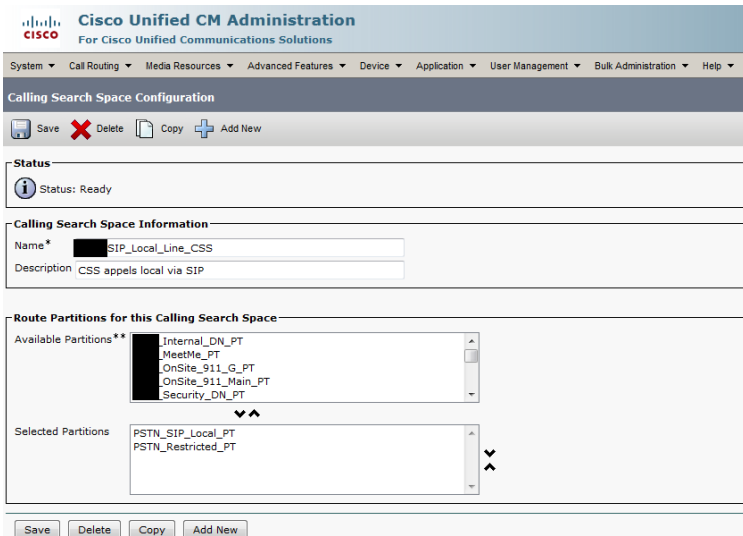 cisco
Cisco Unified CM Administration
For Cisco Unified Communications Solutions
System Call Routing Media Resources Advanced Features Device Application User Management Bulk Administration Help
Calling Search Space Configuration
Save Delete Copy Add New
Status
i Status: Ready
Calling Search Space Information
Name* SIP_Local_Line_CSS
Description CSS appels local via SIP
Route Partitions for this Calling Search Space
Available Partitions** _Internal_DN_PT
_MeetMe_PT
_OnSite_911_G_PT
_OnSite_911_Main_PT
_Security_DN_PT
Selected Partitions PSTN_SIP_Local_PT
PSTN_Restricted_PT
Save Delete Copy Add New